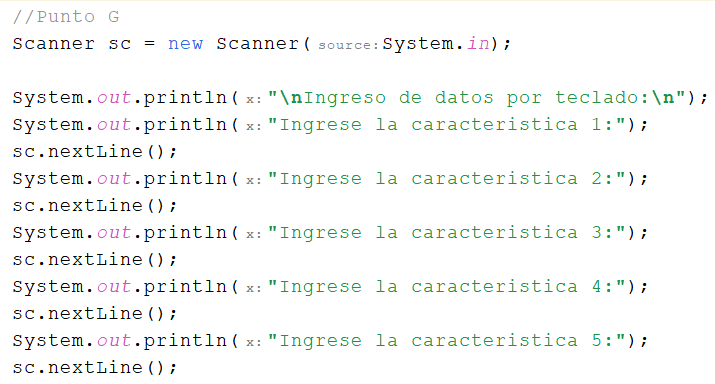 //Punto G
Scanner sc = new Scanner( source:System.in);
System.out.println( x: "\nIngreso de datos por teclado:\n");
System.out.println( x: "Ingrese la caracteristica 1:");
sc.nextLine();
System.out.println( x: "Ingrese la caracteristica 2:");
sc.nextLine();
System.out.println( x: "Ingrese la caracteristica 3:");
sc.nextLine();
System.out.println( x: "Ingrese la caracteristica 4:");
sc.nextLine();
System.out.println( x: "Ingrese la caracteristica 5:");
sc.nextLine();